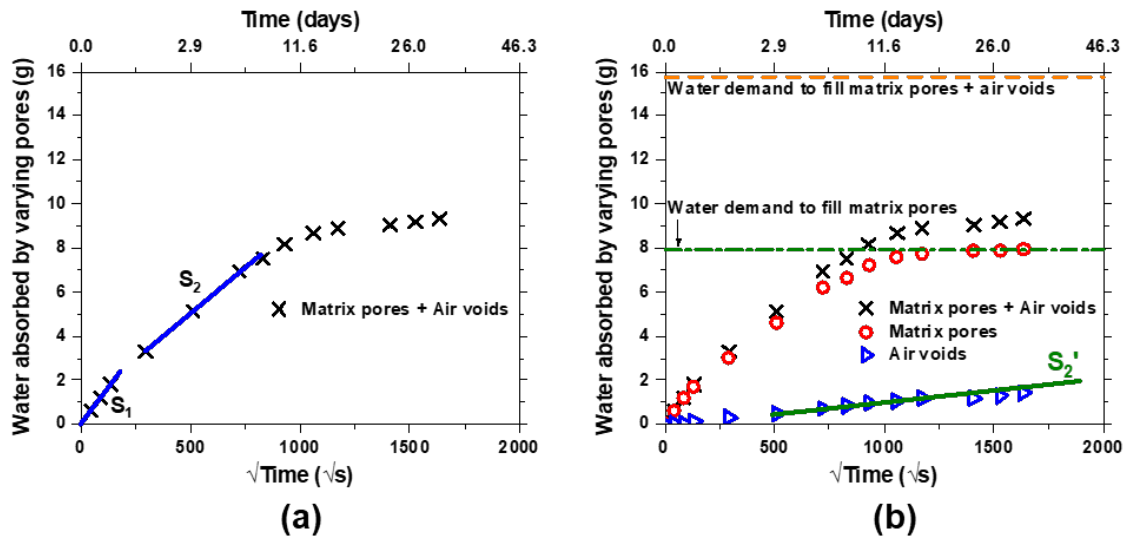 Time (days)
0.0 2.9 11.6 26.0 46.3
Water absorbed by varying pores (g)
16
14
12
10
8
6
4
2
0
S2
S1
Matrix pores + Air voids
0 500 1000 1500 2000
√Time (√s)
(a)
Time (days)
0.0 2.9 11.6 26.0 46.3
Water absorbed by varying pores (g)
16
14
12
10
8
6
4
2
0
Water demand to fill matrix pores + air voids
Water demand to fill matrix pores
Matrix pores + Air voids
Matrix pores
Air voids
S2'
0 500 1000 1500 2000
√Time (√s)
(b)